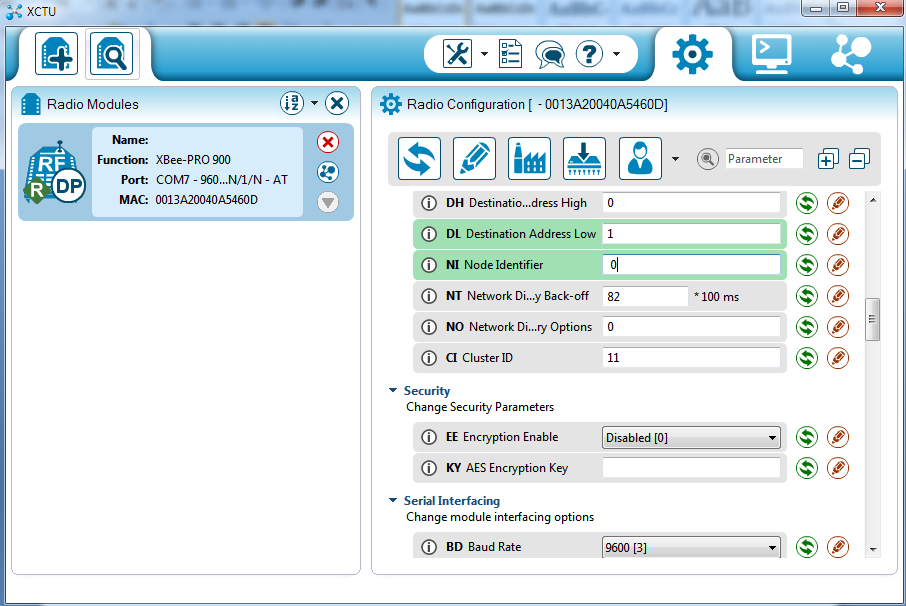 XCTU
Radio Modules
Radio Configuration [  - 0013A20040A5460D]
Name:
Function: XBee-PRO 900
Port: COM7 - 960...N/1/N - AT
MAC: 0013A20040A5460D
RF
R
DP
Parameter
DH Destinatio...dress High 0
DL Destination Address Low 1
NI Node Identifier 0
NT Network Di...y Back-off 82 * 100 ms
NO Network Di...ry Options 0
CI Cluster ID 11
Security
Change Security Parameters
EE Encryption Enable Disabled [0]
KY AES Encryption Key
Serial Interfacing
Change module interfacing options
BD Baud Rate 9600 [3]